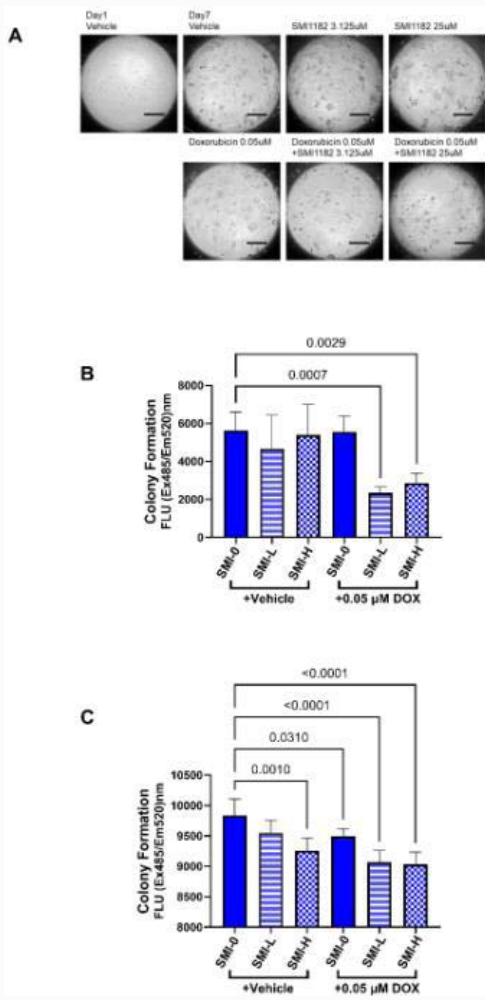 A
Day1
Vehicle
Day7
Vehicle
SMI1182 3.125uM
SMI1182 25uM
Doxorubicin 0.05uM
Doxorubicin 0.05uM
+SMI1182 3.125uM
Doxorubicin 0.05uM
+SMI1182 25uM
B
0.0029
0.0007
Colony Formation
FLU (Ex485/Em520)nm
8000
6000
4000
2000
0
SMI-0
SMI-L
SMI-H
SMI-0
SMI-L
SMI-H
+Vehicle
+0.05 µM DOX
C
<0.0001
<0.0001
0.0310
0.0010
Colony Formation
FLU (Ex485/Em520)nm
10500
10000
9500
9000
8500
8000
SMI-0
SMI-L
SMI-H
SMI-0
SMI-L
SMI-H
+Vehicle
+0.05 µM DOX